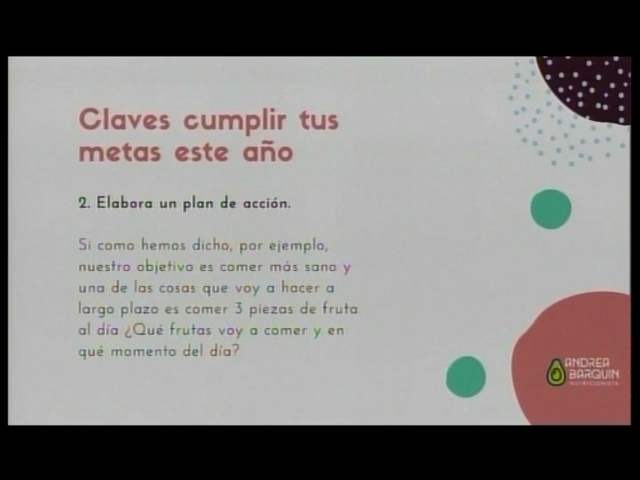 Claves cumplir tus
metas este año
2. Elabora un plan de acción.
Si como hemos dicho, por ejemplo,
nuestro objetivo es comer más sano y
una de las cosas que voy a hacer a
largo plazo es comer 3 piezas de fruta
al día ¿Qué frutas voy a comer y en
qué momento del día?
ANDREA
BARQUIN
NUTRICIONISTA